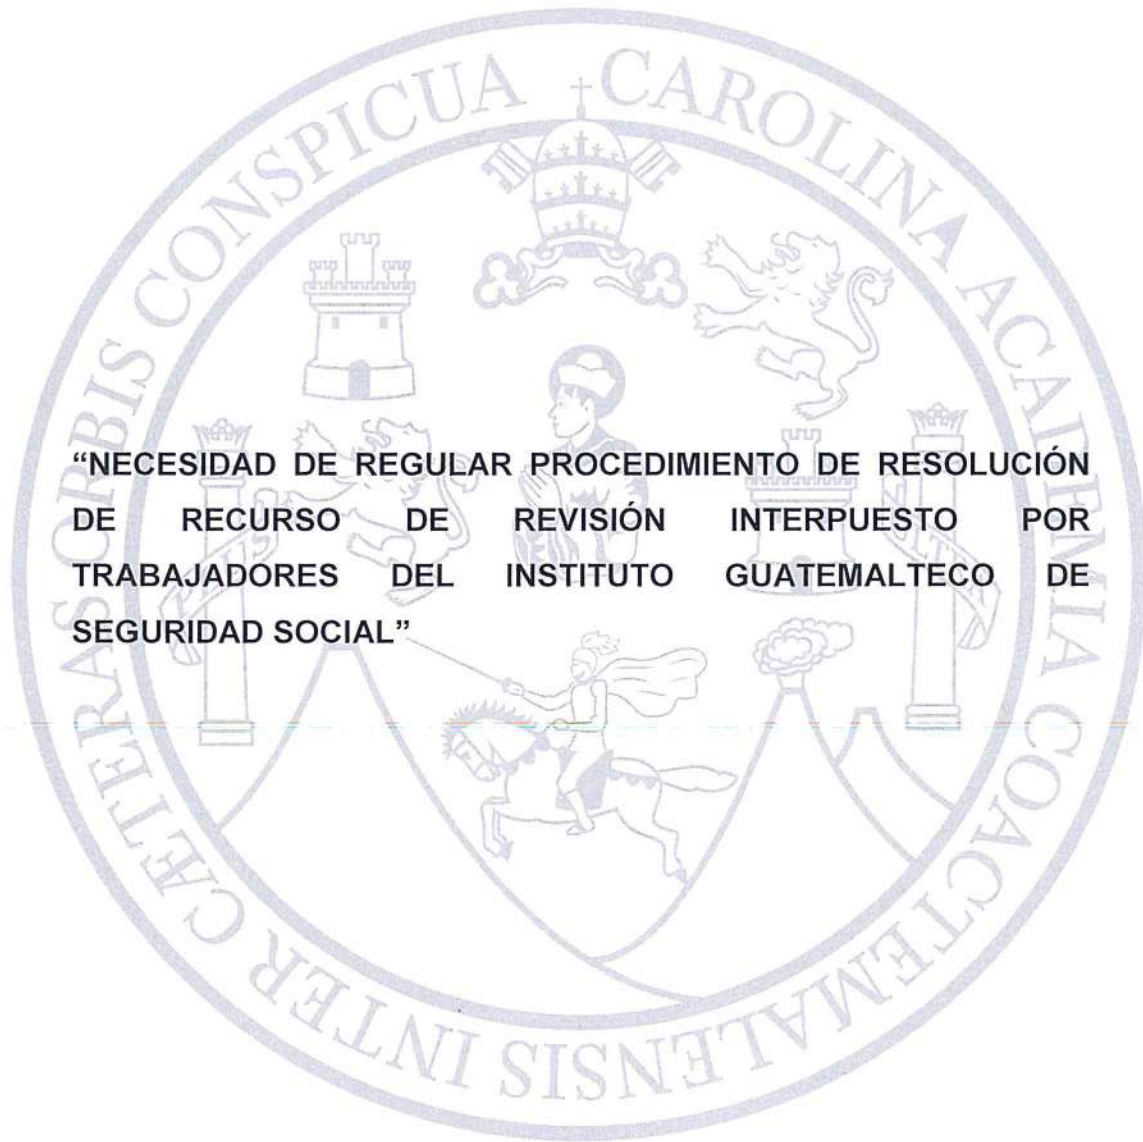 CÆTERAS ORBIS CONSPICUA CAROLINA ACADEMIA COACTEMALENSIS INTER
“NECESIDAD DE REGULAR PROCEDIMIENTO DE RESOLUCIÓN
DE RECURSO DE REVISIÓN INTERPUESTO POR
TRABAJADORES DEL INSTITUTO GUATEMALTECO DE
SEGURIDAD SOCIAL”